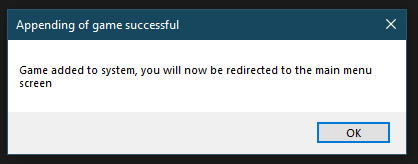 Appending of game successful
Game added to system, you will now be redirected to the main menu
screen
OK